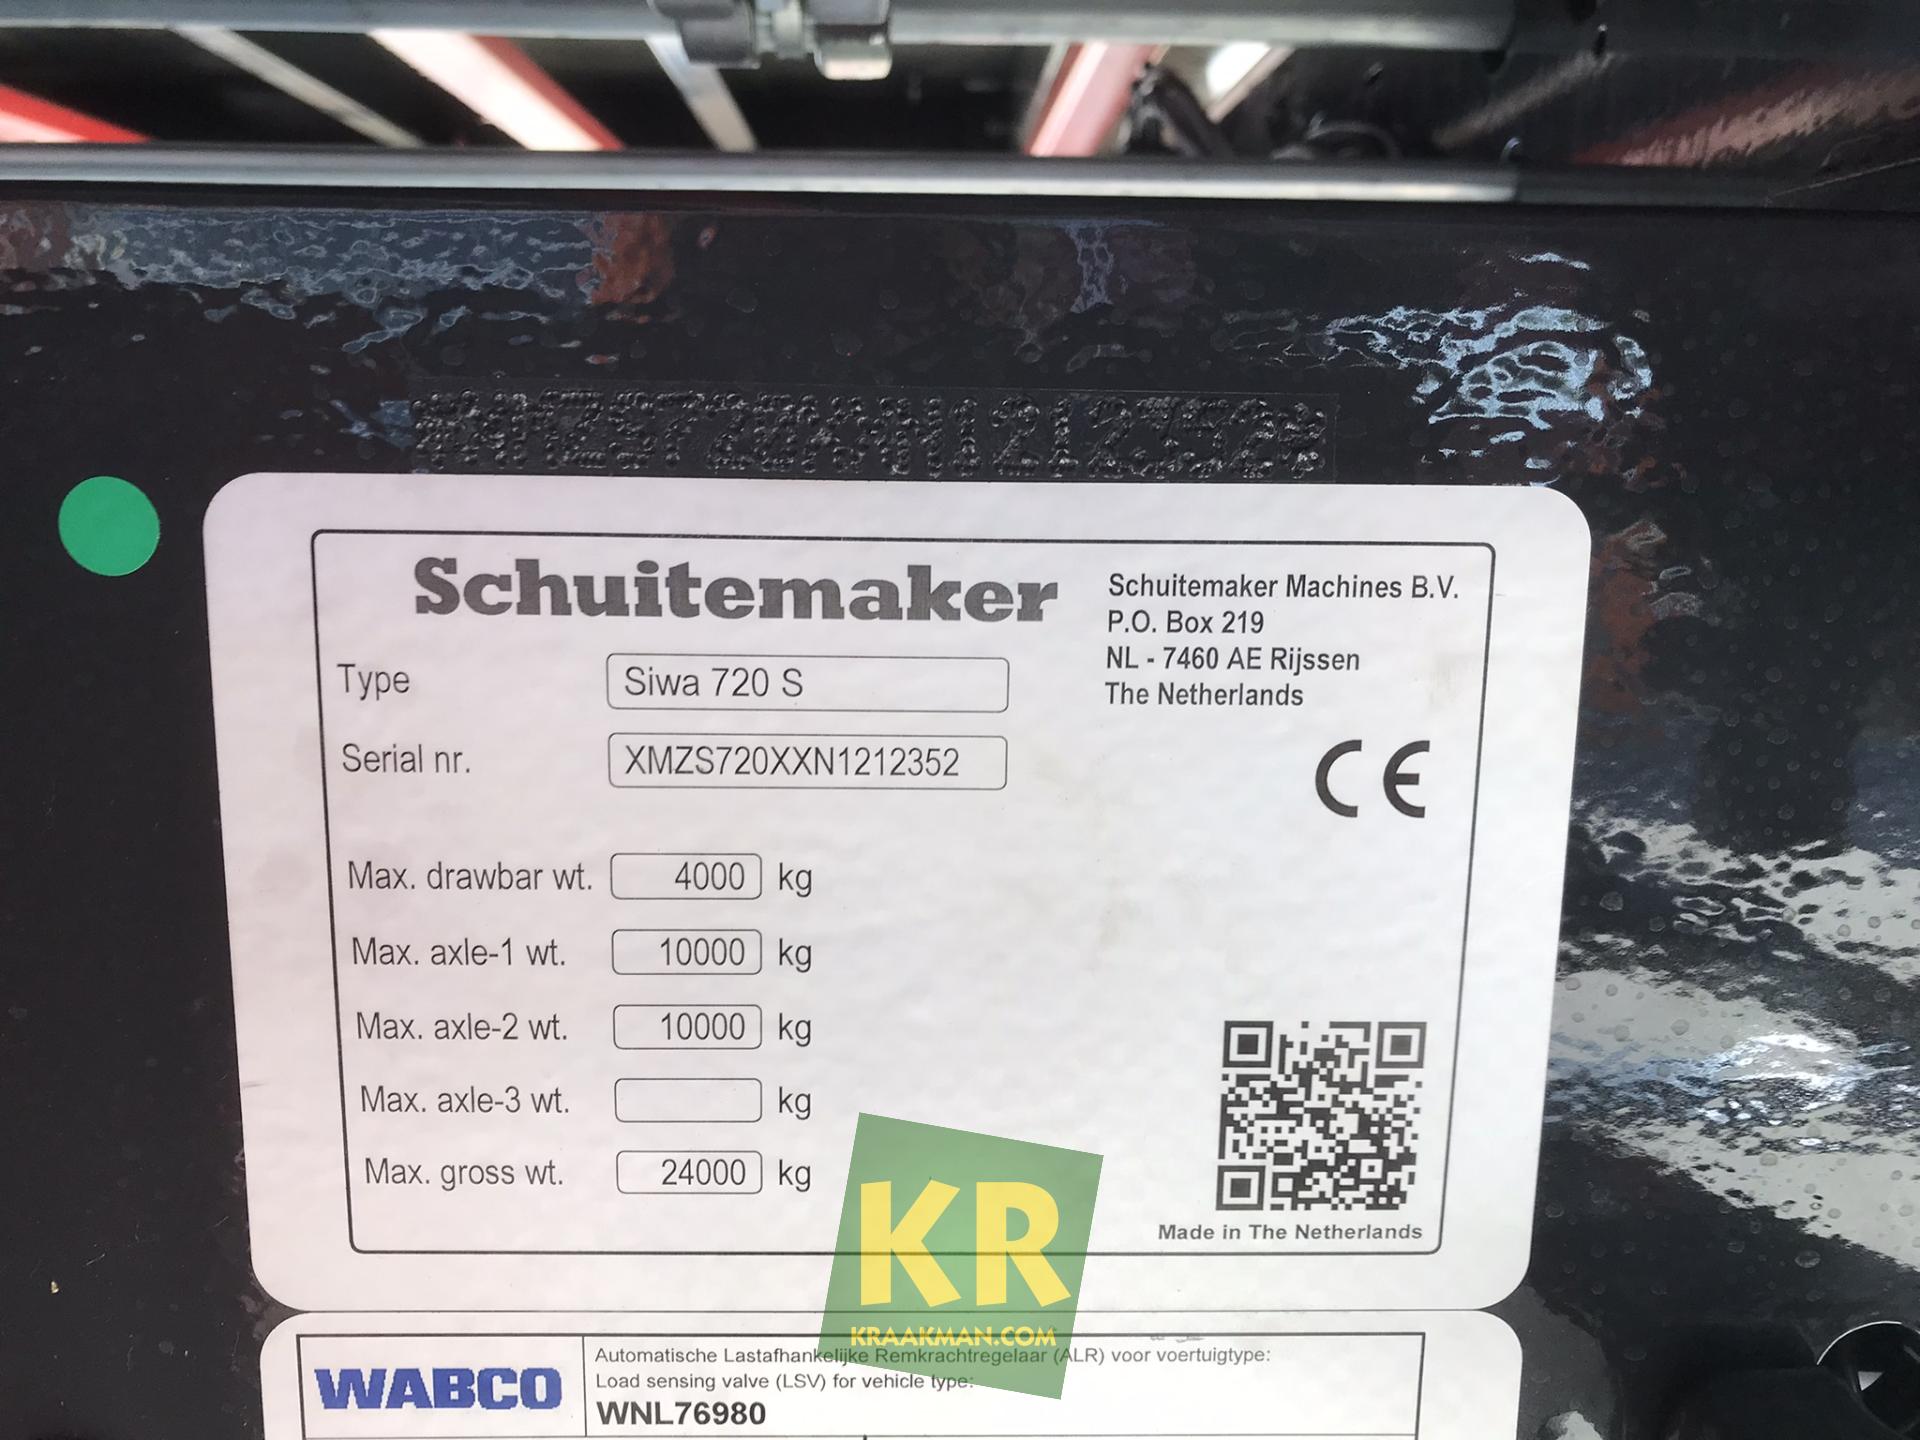 *XMZS720XXN1212352*
Schuitemaker
Schuitemaker Machines B.V.
P.O. Box 219
NL - 7460 AE Rijssen
The Netherlands
Type Siwa 720 S
Serial nr. XMZS720XXN1212352
CE
Max. drawbar wt. 4000 kg
Max. axle-1 wt. 10000 kg
Max. axle-2 wt. 10000 kg
Max. axle-3 wt. kg
Max. gross wt. 24000 kg
Made in The Netherlands
KR
KRAAKMAN.COM
WABCO
Automatische Lastafhankelijke Remkrachtregelaar (ALR) voor voertuigtype:
Load sensing valve (LSV) for vehicle type:
WNL76980